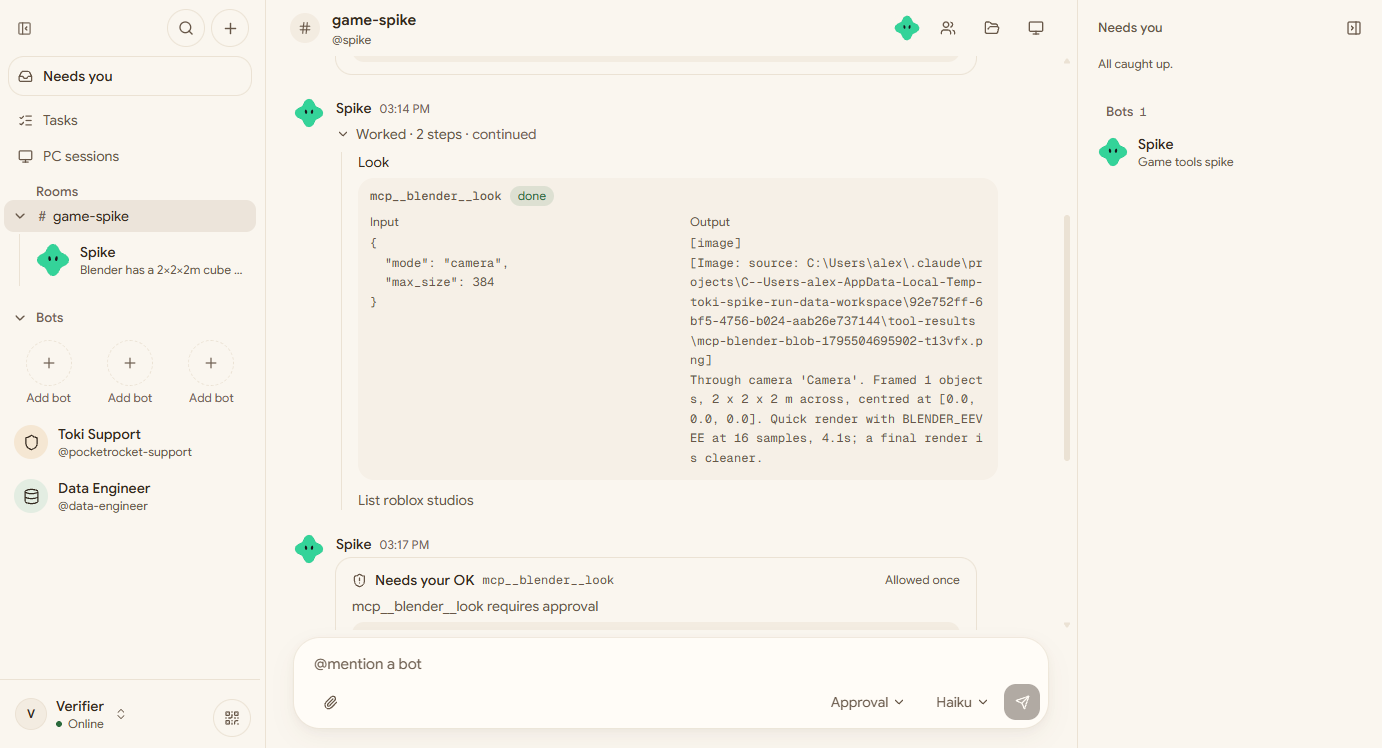 Needs you
Tasks
PC sessions
Rooms
# game-spike
Spike
Blender has a 2×2×2m cube ...
Bots
Add bot
Add bot
Add bot
Toki Support
@pocketrocket-support
Data Engineer
@data-engineer
V
Verifier
Online
# game-spike
@spike
Spike 03:14 PM
Worked · 2 steps · continued
Look
mcp__blender__look done
Input
{
"mode": "camera",
"max_size": 384
}
Output
[image]
[Image: source: C:\Users\alex\.claude\pr
ojects\C--Users-alex-AppData-Local-Temp-
toki-spike-run-data-workspace\92e752ff-6
bf5-4756-b024-aab26e737144\tool-results
\mcp-blender-blob-1795504695902-t13vfx.p
ng]
Through camera 'Camera'. Framed 1 object
s, 2 x 2 x 2 m across, centred at [0.0,
0.0, 0.0]. Quick render with BLENDER_EEV
EE at 16 samples, 4.1s; a final render i
s cleaner.
List roblox studios
Spike 03:17 PM
Needs your OK mcp__blender__look Allowed once
mcp__blender__look requires approval
@mention a bot
Approval
Haiku
Needs you
All caught up.
Bots 1
Spike
Game tools spike